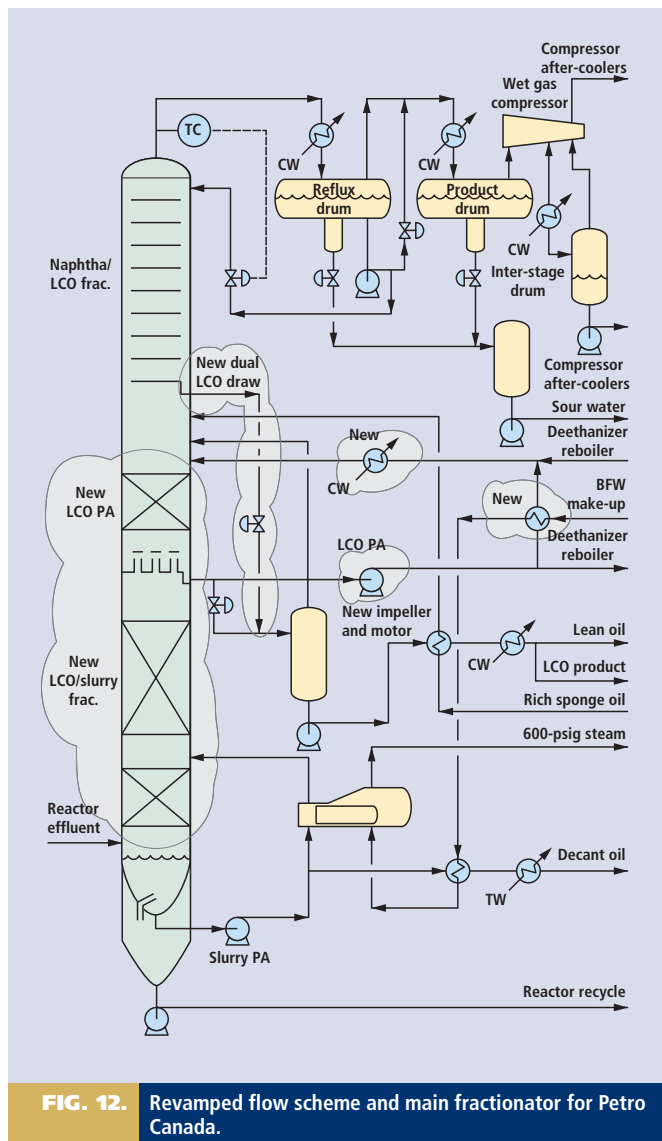 Compressor
after-coolers
Wet gas
compressor
TC
CW
CW
Reflux
drum
Product
drum
CW
Inter-stage
drum
Naphtha/
LCO frac.
New dual
LCO draw
Compressor
after-coolers
Sour water
Deethanizer
reboiler
New
CW
New
LCO PA
New
BFW
make-up
Deethanizer
reboiler
LCO PA
New impeller
and motor
Lean oil
CW
LCO product
New
LCO/slurry
frac.
Rich sponge oil
600-psig steam
Reactor
effluent
Decant oil
TW
Slurry PA
Reactor recycle
FIG. 12. Revamped flow scheme and main fractionator for Petro
Canada.